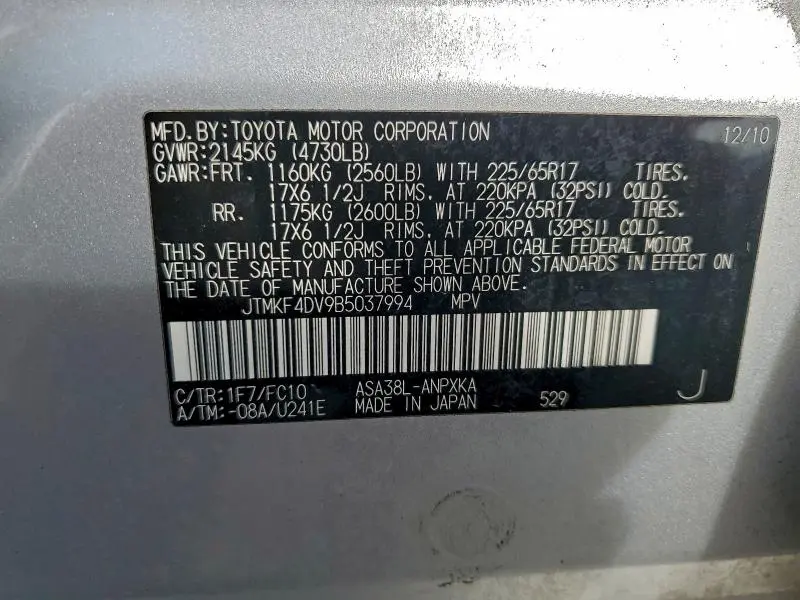 MFD.BY:TOYOTA MOTOR CORPORATION 12/10
GVWR:2145KG (4730LB)
GAWR:FRT. 1160KG (2560LB) WITH 225/65R17 TIRES.
17X6 1/2J RIMS, AT 220KPA (32PSI) COLD.
RR. 1175KG (2600LB) WITH 225/65R17 TIRES.
17X6 1/2J RIMS, AT 220KPA (32PSI) COLD.
THIS VEHICLE CONFORMS TO ALL APPLICABLE FEDERAL MOTOR
VEHICLE SAFETY AND THEFT PREVENTION STANDARDS IN EFFECT ON
THE DATE OF MANUFACTURE SHOWN ABOVE.
JTMKF4DV9B5037994 MPV
C/TR:1F7/FC10 ASA38L-ANPXKA
A/TM:-08A/U241E MADE IN JAPAN 529 J